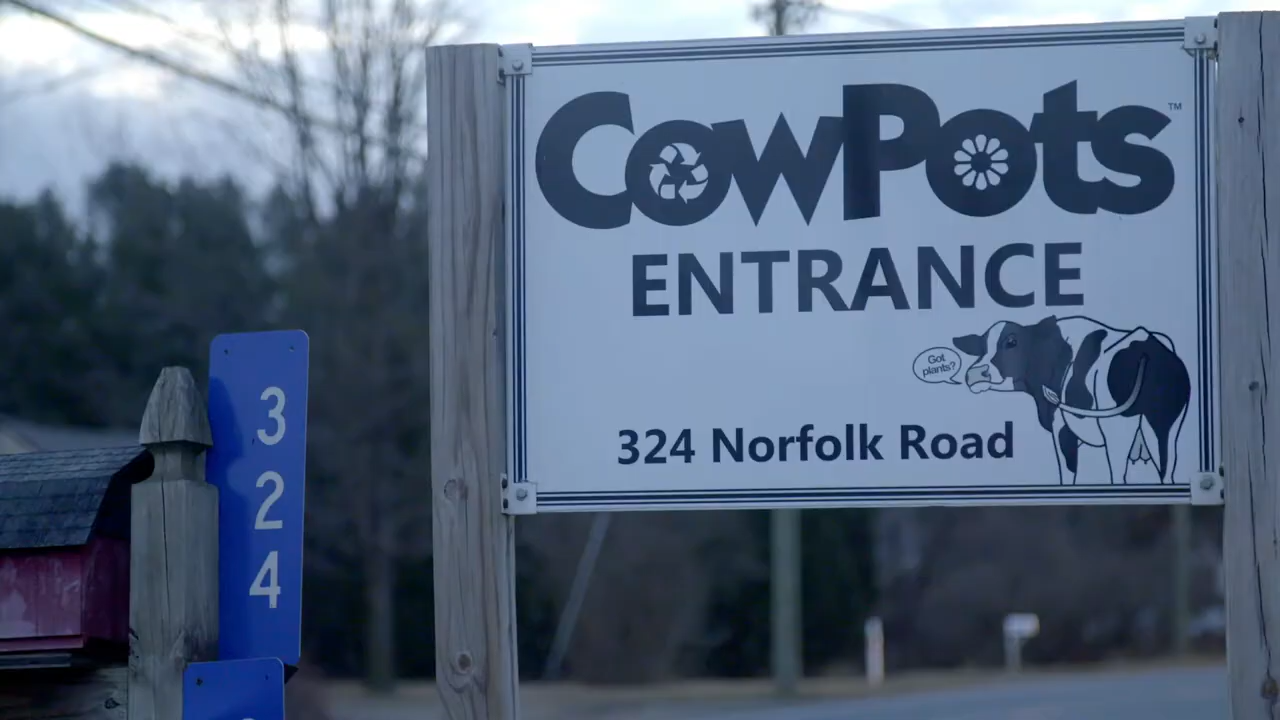 CowPots™
ENTRANCE
Got
plants?
324 Norfolk Road
3
2
4